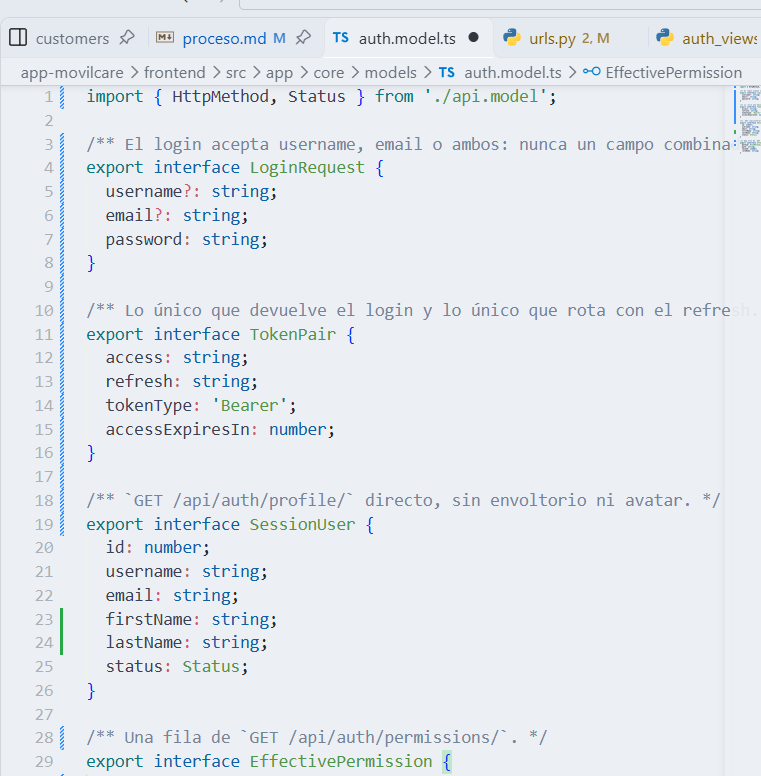 customers proceso.md M auth.model.ts urls.py 2, M auth_views
app-movilcare > frontend > src > app > core > models > TS auth.model.ts > EffectivePermission
1 import { HttpMethod, Status } from './api.model';
2
3 /** El login acepta username, email o ambos: nunca un campo combina
4 export interface LoginRequest {
5 username?: string;
6 email?: string;
7 password: string;
8 }
9
10 /** Lo único que devuelve el login y lo único que rota con el refresh.
11 export interface TokenPair {
12 access: string;
13 refresh: string;
14 tokenType: 'Bearer';
15 accessExpiresIn: number;
16 }
17
18 /** `GET /api/auth/profile/` directo, sin envoltorio ni avatar. */
19 export interface SessionUser {
20 id: number;
21 username: string;
22 email: string;
23 firstName: string;
24 lastName: string;
25 status: Status;
26 }
27
28 /** Una fila de `GET /api/auth/permissions/`. */
29 export interface EffectivePermission {